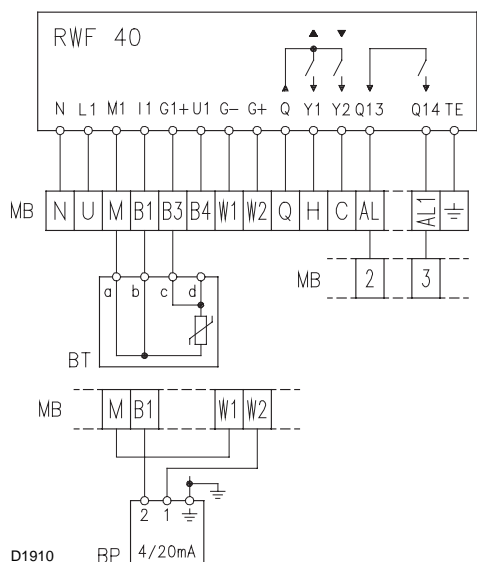 RWF 40
N L1 M1 I1 G1+ U1 G- G+ Q Y1 Y2 Q13 Q14 TE
MB N U M B1 B3 B4 W1 W2 Q H C AL AL1
MB 2 3
a b c d
BT
MB M B1 W1 W2
2 1
D1910 BP 4/20mA